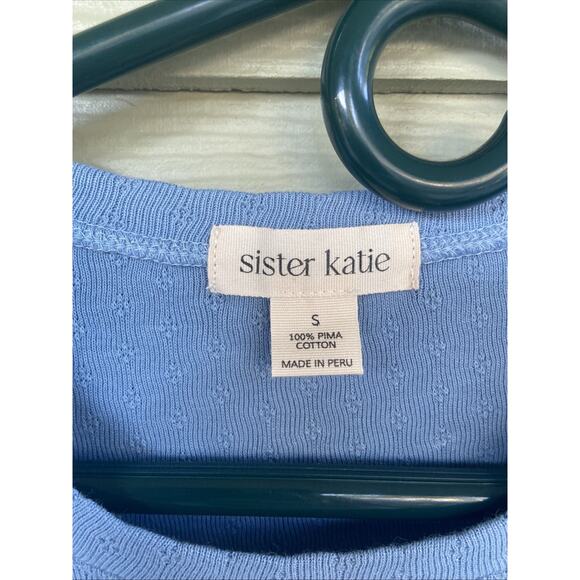 sister katie
S
100% PIMA
COTTON
MADE IN PERU